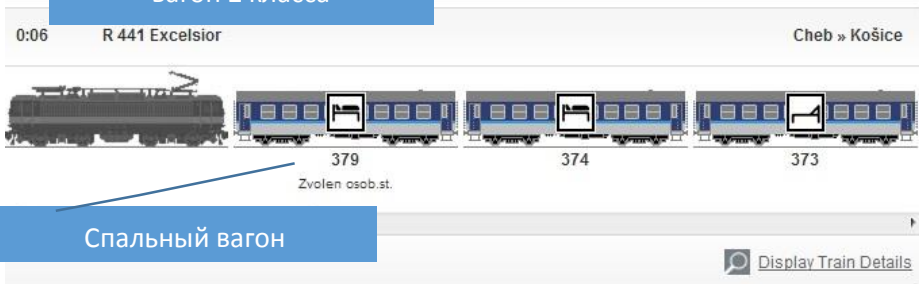 0:06 R 441 Excelsior Cheb » Košice
379 374 373
Zvolen osob.st.
Спальный вагон
Display Train Details